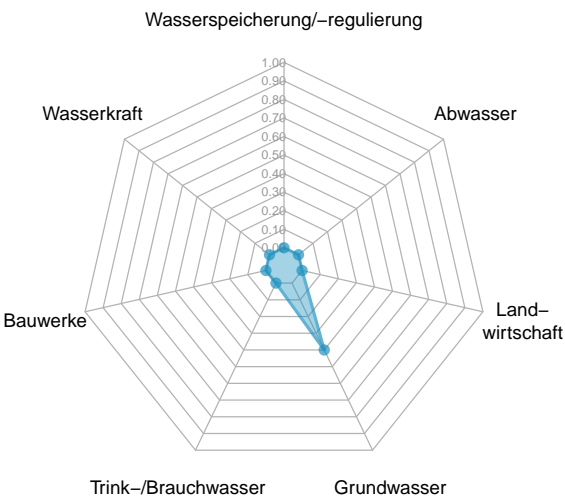 Wasserspeicherung/−regulierung
1.00
0.90
0.80
0.70
0.60
0.50
0.40
0.30
0.20
0.10
Wasserkraft
Abwasser
Bauwerke
Land−
wirtschaft
Trink−/Brauchwasser
Grundwasser